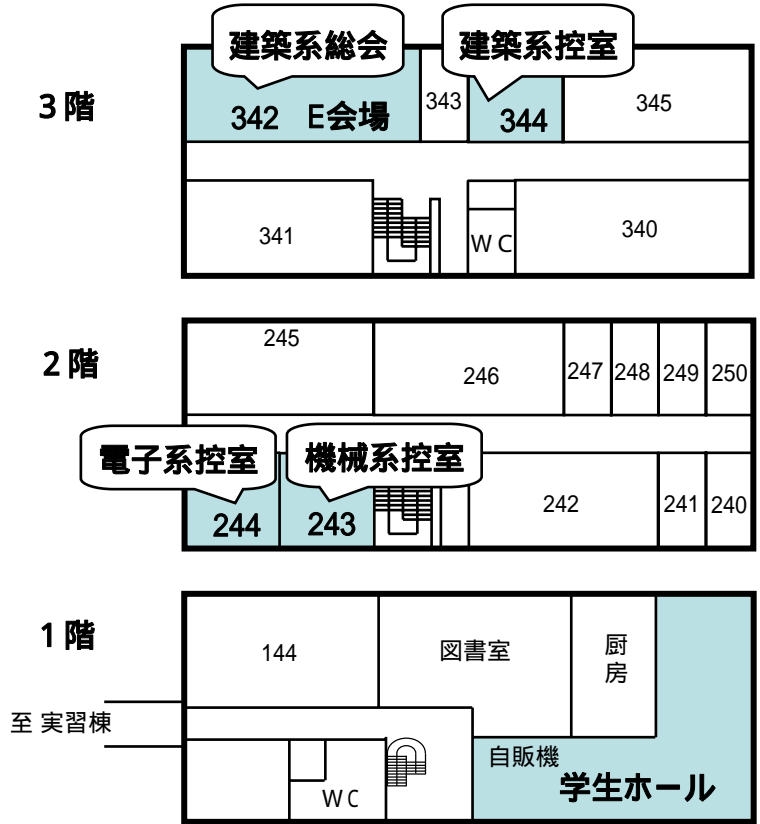 建築系総会
建築系控室
3階
342 E会場
343
344
345
341
WC
340
2階
245
246
247
248
249
250
電子系控室
機械系控室
244
243
242
241
240
1階
144
図書室
厨房
至 実習棟
自販機
学生ホール
WC